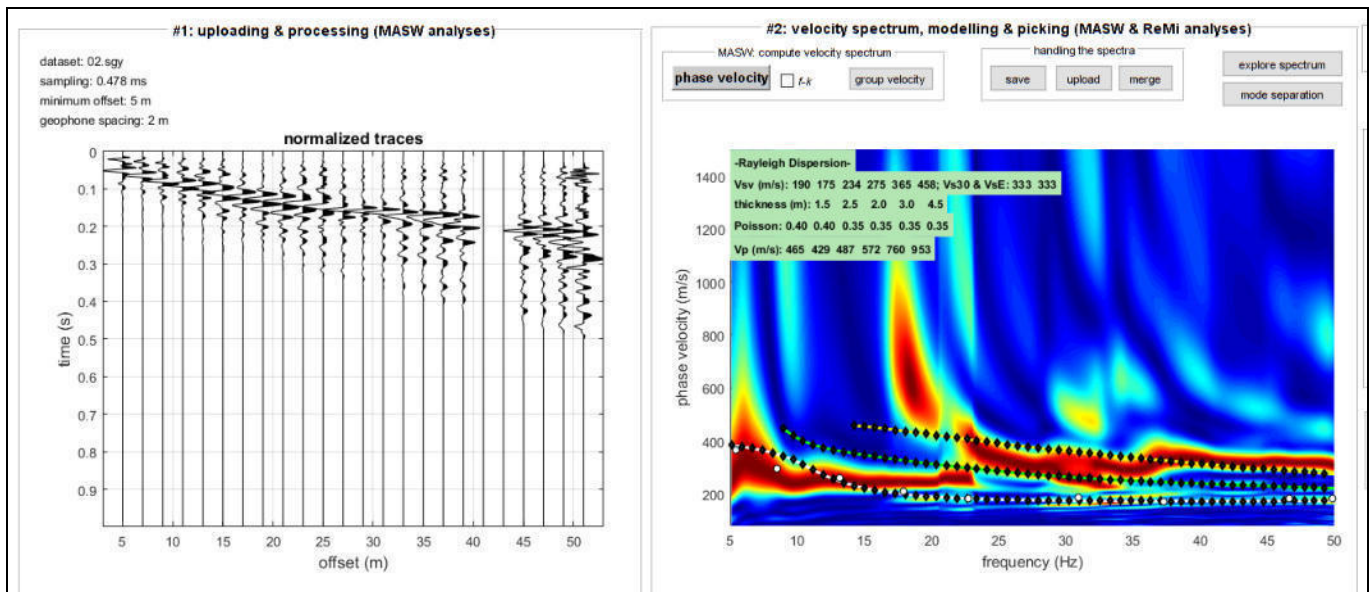 #1: uploading & processing (MASW analyses)
dataset: 02.sgy
sampling: 0.478 ms
minimum offset: 5 m
geophone spacing: 2 m
normalized traces
0
0.1
0.2
0.3
0.4
0.5
0.6
0.7
0.8
0.9
time (s)
5 10 15 20 25 30 35 40 45 50
offset (m)
#2: velocity spectrum, modelling & picking (MASW & ReMi analyses)
MASW: compute velocity spectrum
phase velocity f-k group velocity
handling the spectra
save upload merge
explore spectrum
mode separation
-Rayleigh Dispersion-
Vsv (m/s): 190 175 234 275 365 458; Vs30 & VsE: 333 333
thickness (m): 1.5 2.5 2.0 3.0 4.5
Poisson: 0.40 0.40 0.35 0.35 0.35 0.35
Vp (m/s): 465 429 487 572 760 953
1400
1200
1000
800
600
400
200
phase velocity (m/s)
5 10 15 20 25 30 35 40 45 50
frequency (Hz)